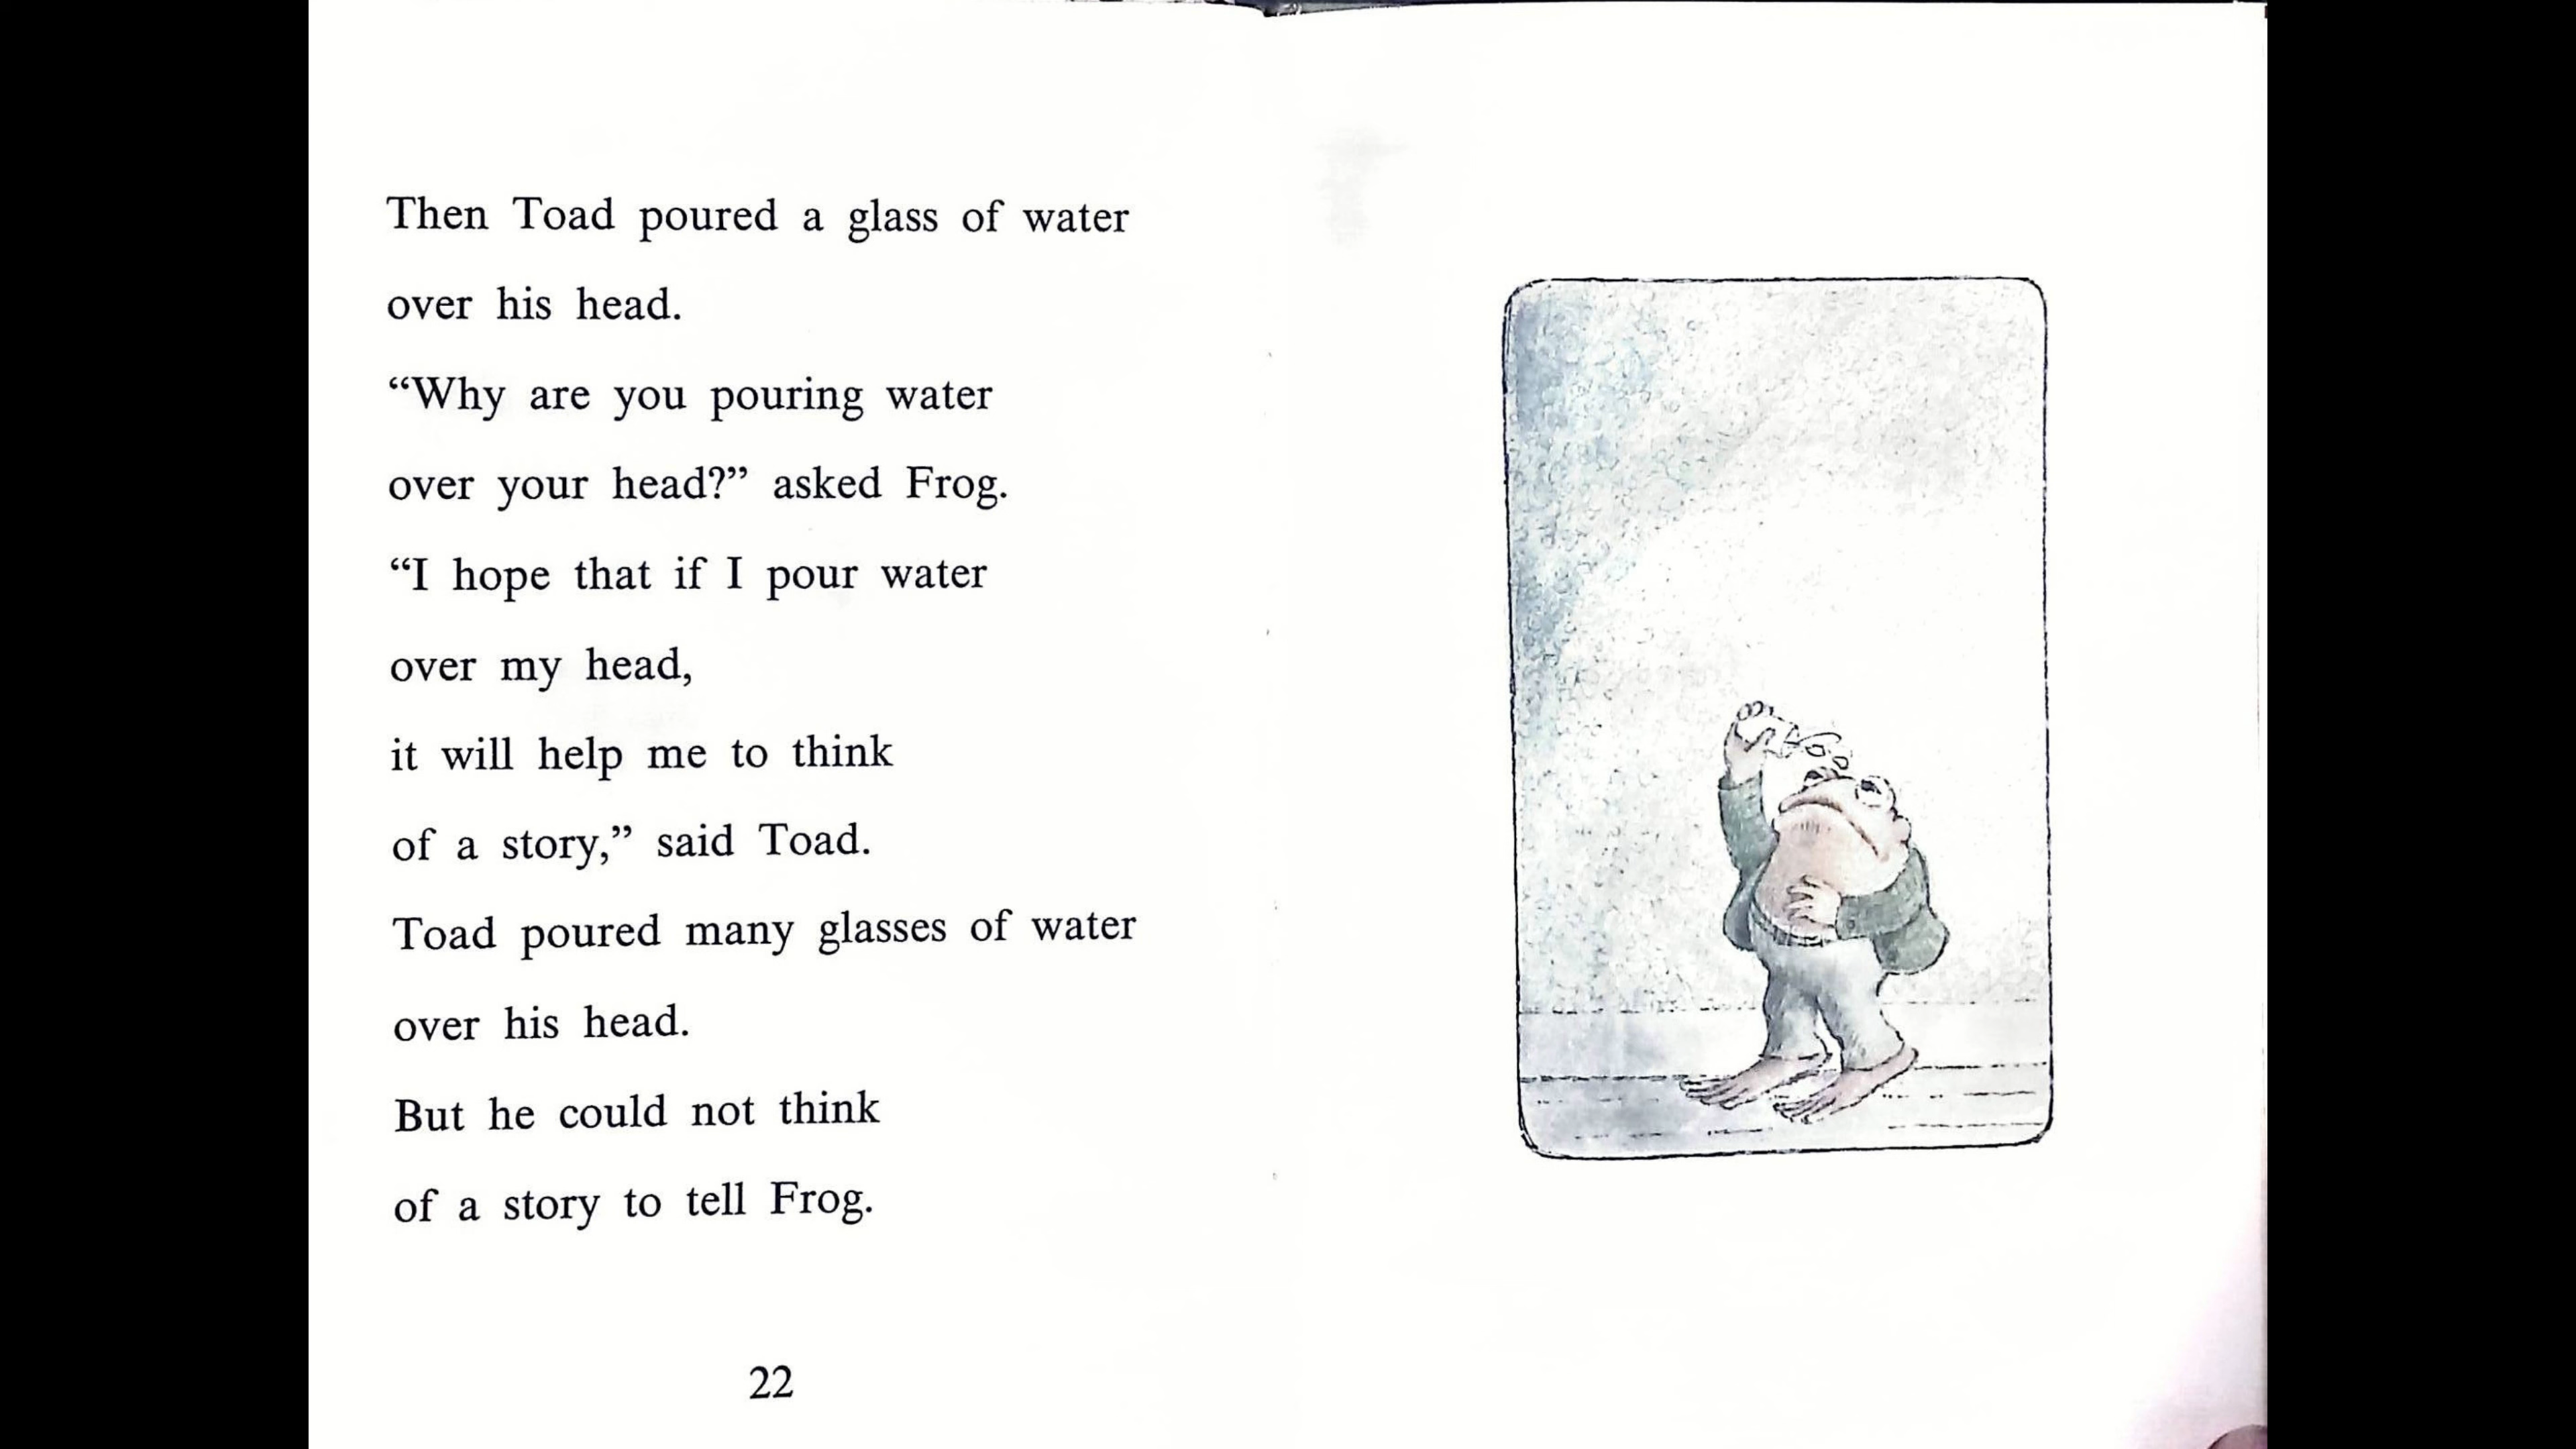 Then Toad poured a glass of water
over his head.
“Why are you pouring water
over your head?” asked Frog.
“I hope that if I pour water
over my head,
it will help me to think
of a story,” said Toad.
Toad poured many glasses of water
over his head.
But he could not think
of a story to tell Frog.
22